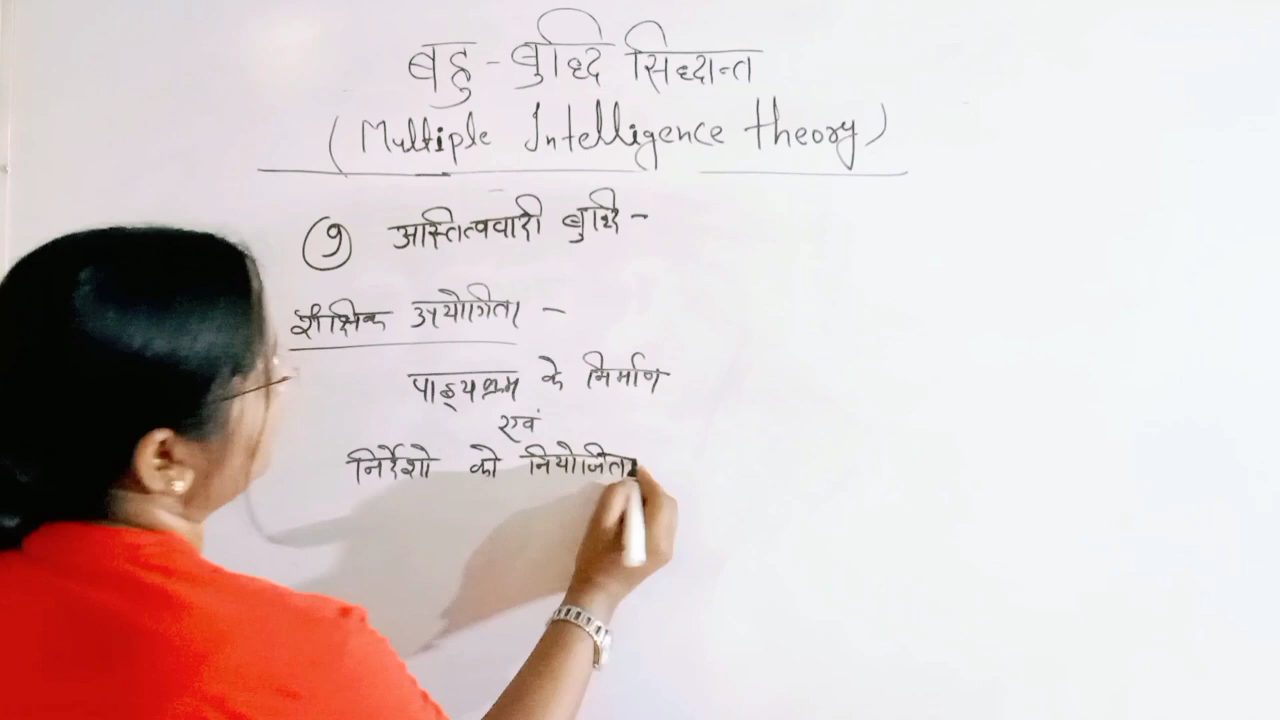 बहु-बुद्धि सिद्धान्त
(Multiple Intelligence theory)
9 अस्तित्ववादी बुद्धि-
शैक्षिक उपयोगिता -
पाठ्यक्रम के निर्माण
एवं
निर्देशो को नियोजित